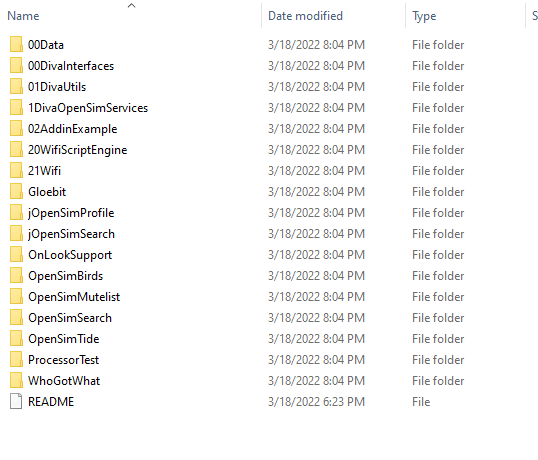 Name Date modified Type S
00Data 3/18/2022 8:04 PM File folder
00DivaInterfaces 3/18/2022 8:04 PM File folder
01DivaUtils 3/18/2022 8:04 PM File folder
1DivaOpenSimServices 3/18/2022 8:04 PM File folder
02AddinExample 3/18/2022 8:04 PM File folder
20WifiScriptEngine 3/18/2022 8:04 PM File folder
21Wifi 3/18/2022 8:04 PM File folder
Gloebit 3/18/2022 8:04 PM File folder
jOpenSimProfile 3/18/2022 8:04 PM File folder
jOpenSimSearch 3/18/2022 8:04 PM File folder
OnLookSupport 3/18/2022 8:04 PM File folder
OpenSimBirds 3/18/2022 8:04 PM File folder
OpenSimMutelist 3/18/2022 8:04 PM File folder
OpenSimSearch 3/18/2022 8:04 PM File folder
OpenSimTide 3/18/2022 8:04 PM File folder
ProcessorTest 3/18/2022 8:04 PM File folder
WhoGotWhat 3/18/2022 8:04 PM File folder
README 3/18/2022 6:23 PM File